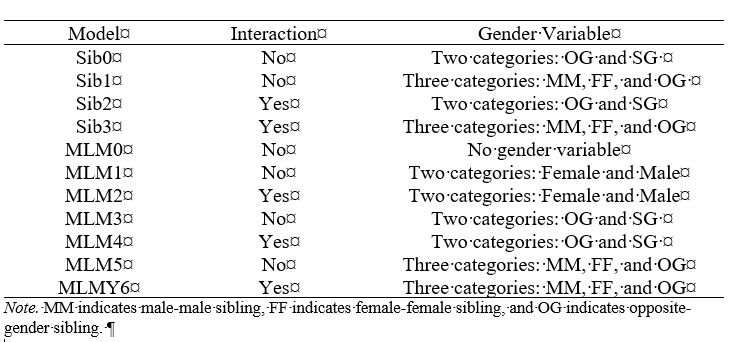 Model¤ Interaction¤ Gender·Variable¤
Sib0¤ No¤ Two·categories:·OG·and·SG·¤
Sib1¤ No¤ Three·categories:·MM,·FF,·and·OG·¤
Sib2¤ Yes¤ Two·categories:·OG·and·SG¤
Sib3¤ Yes¤ Three·categories:·MM,·FF,·and·OG¤
MLM0¤ No¤ No·gender·variable¤
MLM1¤ No¤ Two·categories:·Female·and·Male¤
MLM2¤ Yes¤ Two·categories:·Female·and·Male¤
MLM3¤ No¤ Two·categories:·OG·and·SG¤
MLM4¤ Yes¤ Two·categories:·OG·and·SG¤
MLM5¤ No¤ Three·categories:·MM,·FF,·and·OG¤
MLMY6¤ Yes¤ Three·categories:·MM,·FF,·and·OG¤
Note.·MM·indicates·male-male·sibling,·FF·indicates·female-female·sibling,·and·OG·indicates·opposite-
gender·sibling.·¶